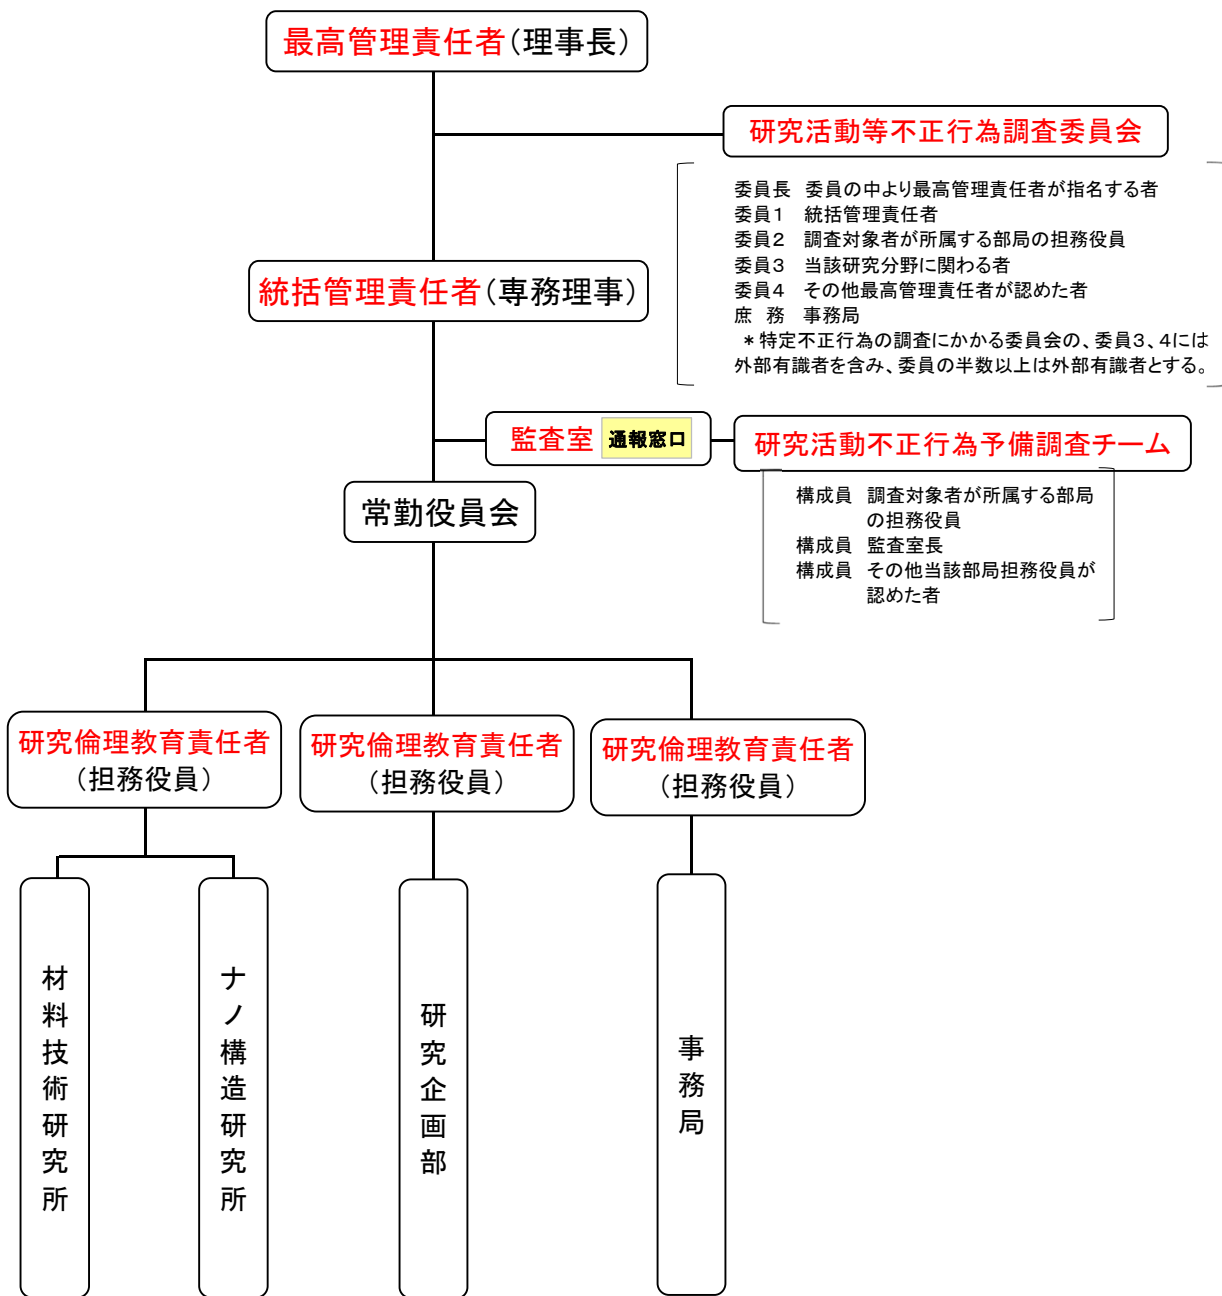 最高管理責任者(理事長)
研究活動等不正行為調査委員会
委員長　委員の中より最高管理責任者が指名する者
委員1　統括管理責任者
委員2　調査対象者が所属する部局の担務役員
委員3　当該研究分野に関わる者
委員4　その他最高管理責任者が認めた者
庶　務　事務局
＊特定不正行為の調査にかかる委員会の、委員3、4には
外部有識者を含み、委員の半数以上は外部有識者とする。
統括管理責任者(専務理事)
監査室 通報窓口
研究活動不正行為予備調査チーム
構成員　調査対象者が所属する部局
の担務役員
構成員　監査室長
構成員　その他当該部局担務役員が
認めた者
常勤役員会
研究倫理教育責任者
(担務役員)
研究倫理教育責任者
(担務役員)
研究倫理教育責任者
(担務役員)
材料技術研究所
ナノ構造研究所
研究企画部
事務局